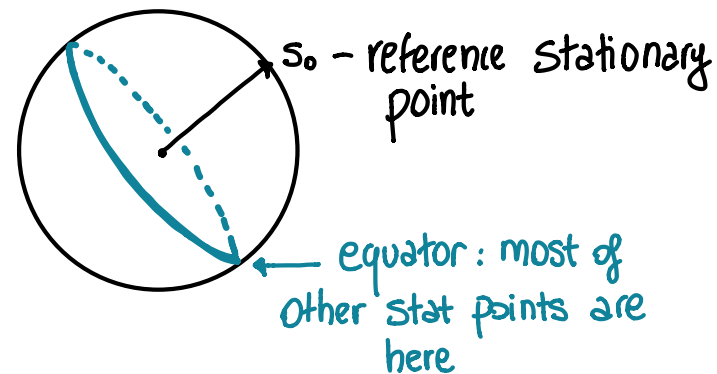 S₀ - reference stationary
point
equator: most of
other stat points are
here